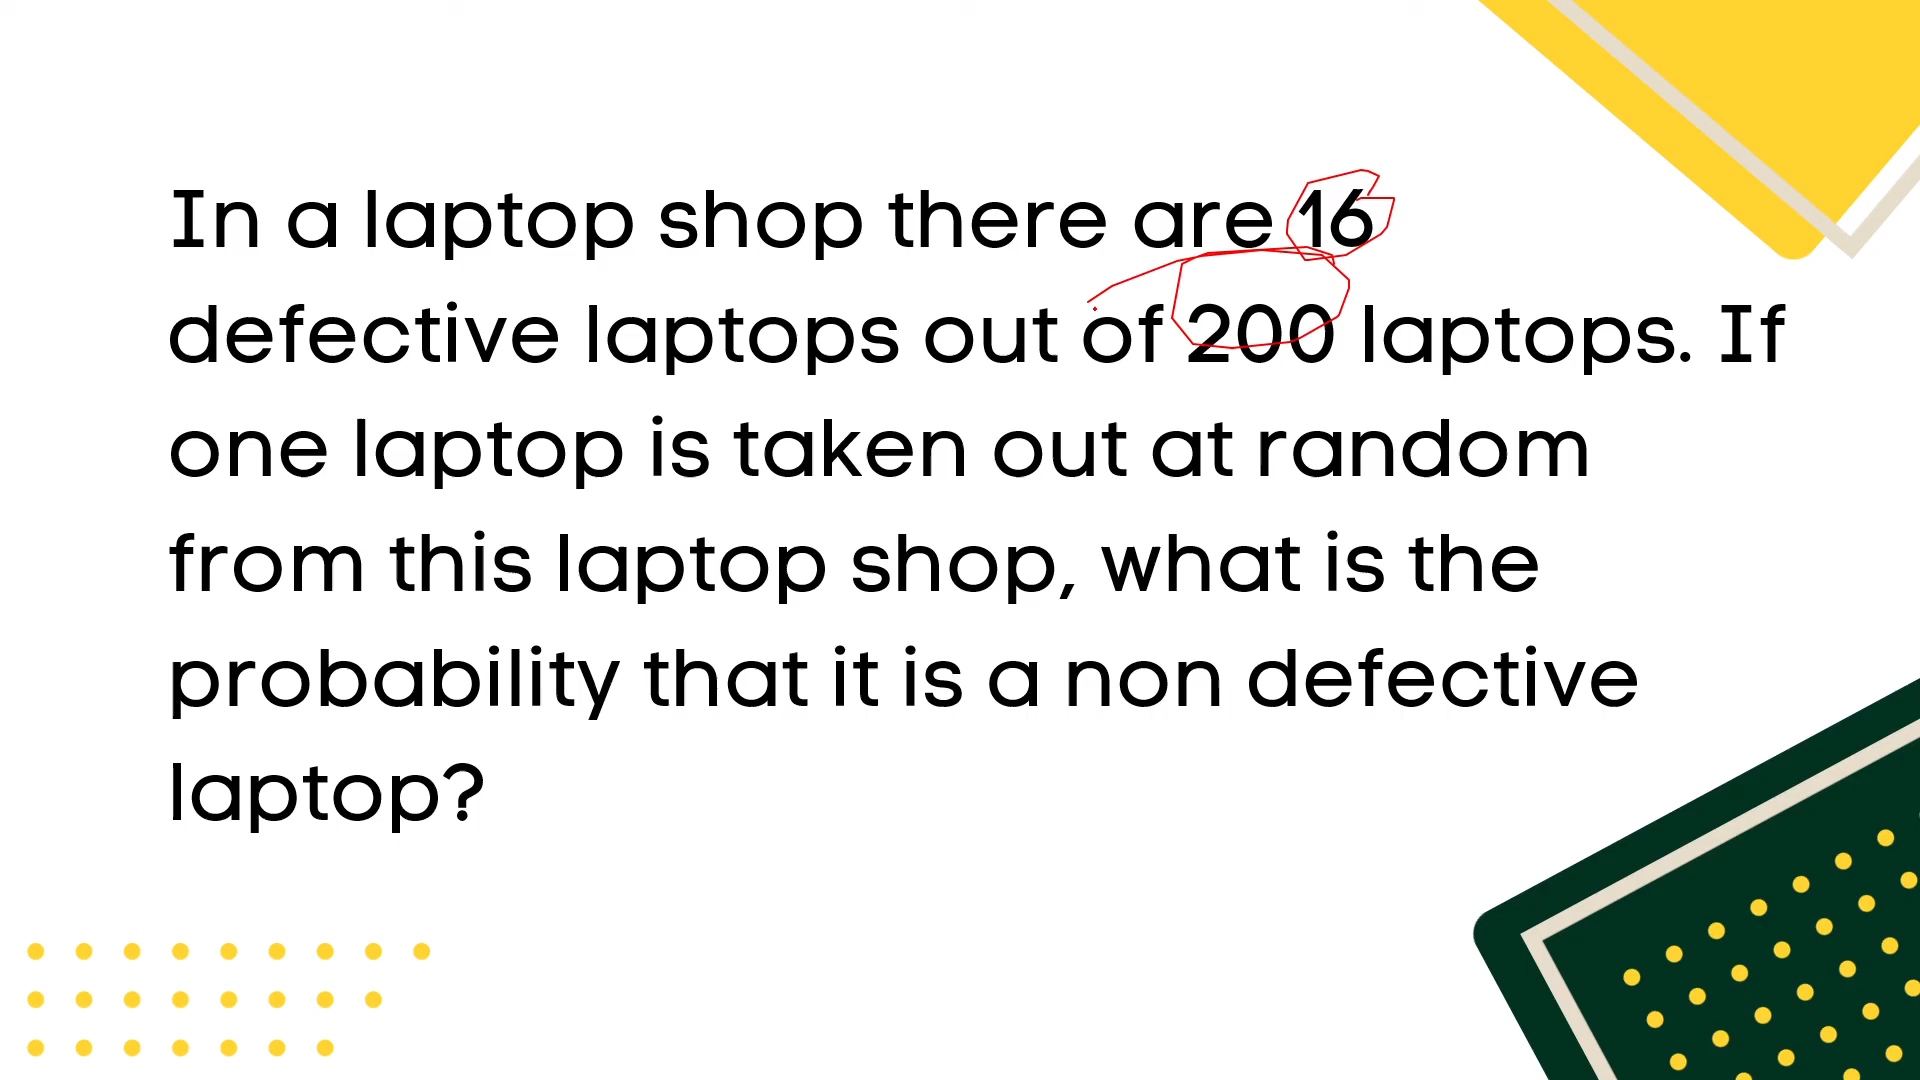 In a laptop shop there are 16
defective laptops out of 200 laptops. If
one laptop is taken out at random
from this laptop shop, what is the
probability that it is a non defective
laptop?